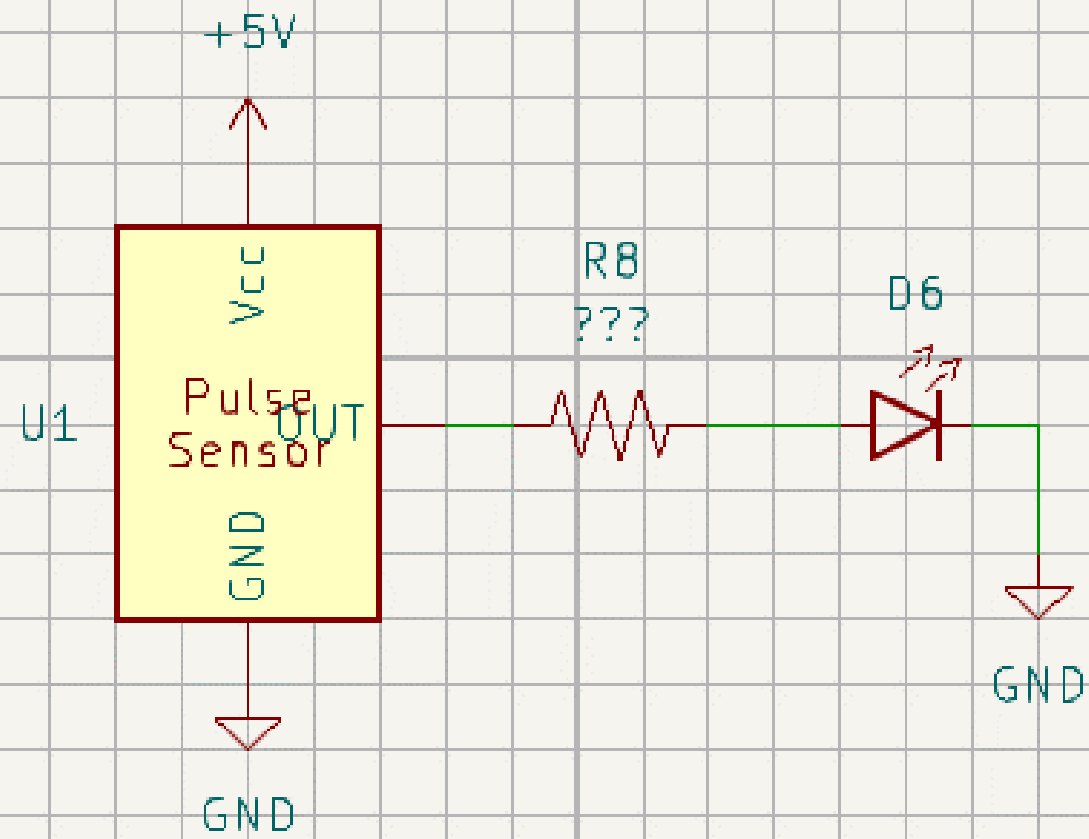 +5V
Vcc
R8
???
D6
U1
Pulse
Sensor
OUT
GND
GND
GND